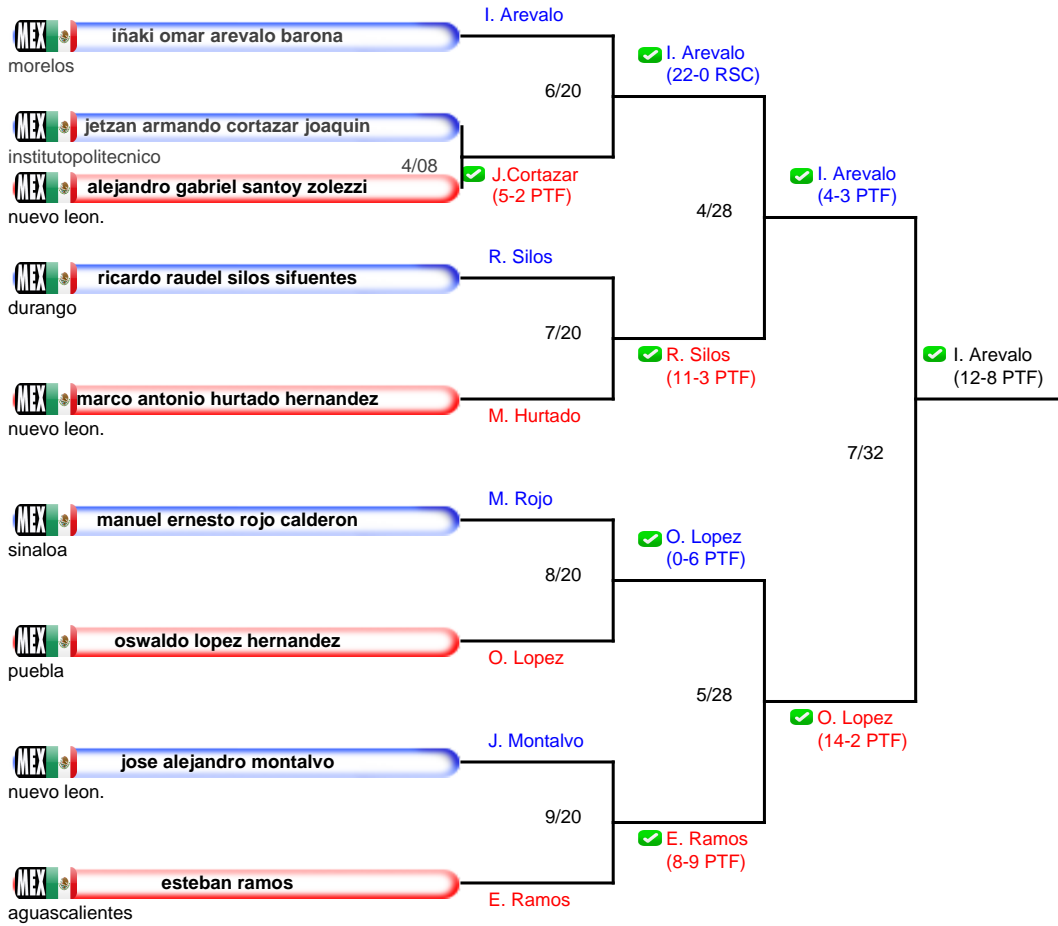 I. Arevalo
MEX iñaki omar arevalo barona
morelos
I. Arevalo
(22-0 RSC)
6/20
MEX jetzan armando cortazar joaquin
institutopolitecnico
4/08
J.Cortazar
(5-2 PTF)
MEX alejandro gabriel santoy zolezzi
nuevo leon.
I. Arevalo
(4-3 PTF)
4/28
R. Silos
MEX ricardo raudel silos sifuentes
durango
7/20
R. Silos
(11-3 PTF)
I. Arevalo
(12-8 PTF)
MEX marco antonio hurtado hernandez
M. Hurtado
nuevo leon.
7/32
M. Rojo
MEX manuel ernesto rojo calderon
sinaloa
O. Lopez
(0-6 PTF)
8/20
MEX oswaldo lopez hernandez
O. Lopez
puebla
5/28
O. Lopez
(14-2 PTF)
J. Montalvo
MEX jose alejandro montalvo
nuevo leon.
9/20
E. Ramos
(8-9 PTF)
MEX esteban ramos
E. Ramos
aguascalientes